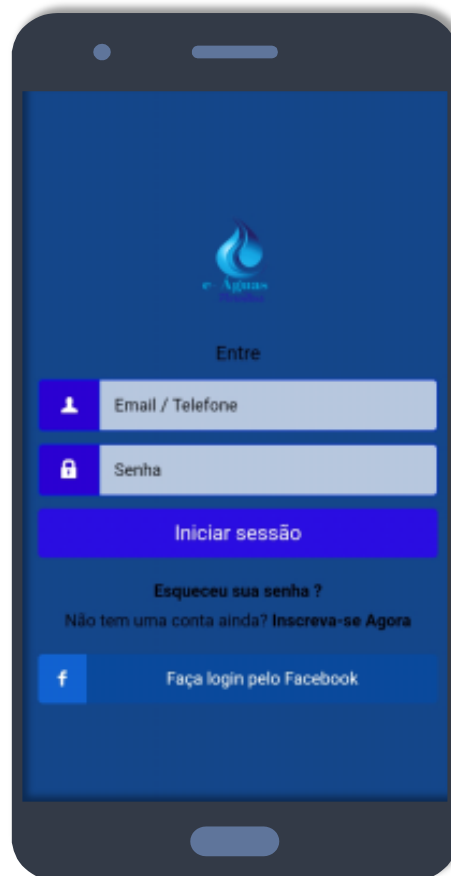 e- Águas
Entre
Email / Telefone
Senha
Iniciar sessão
Esqueceu sua senha ?
Não tem uma conta ainda? Inscreva-se Agora
f
Faça login pelo Facebook